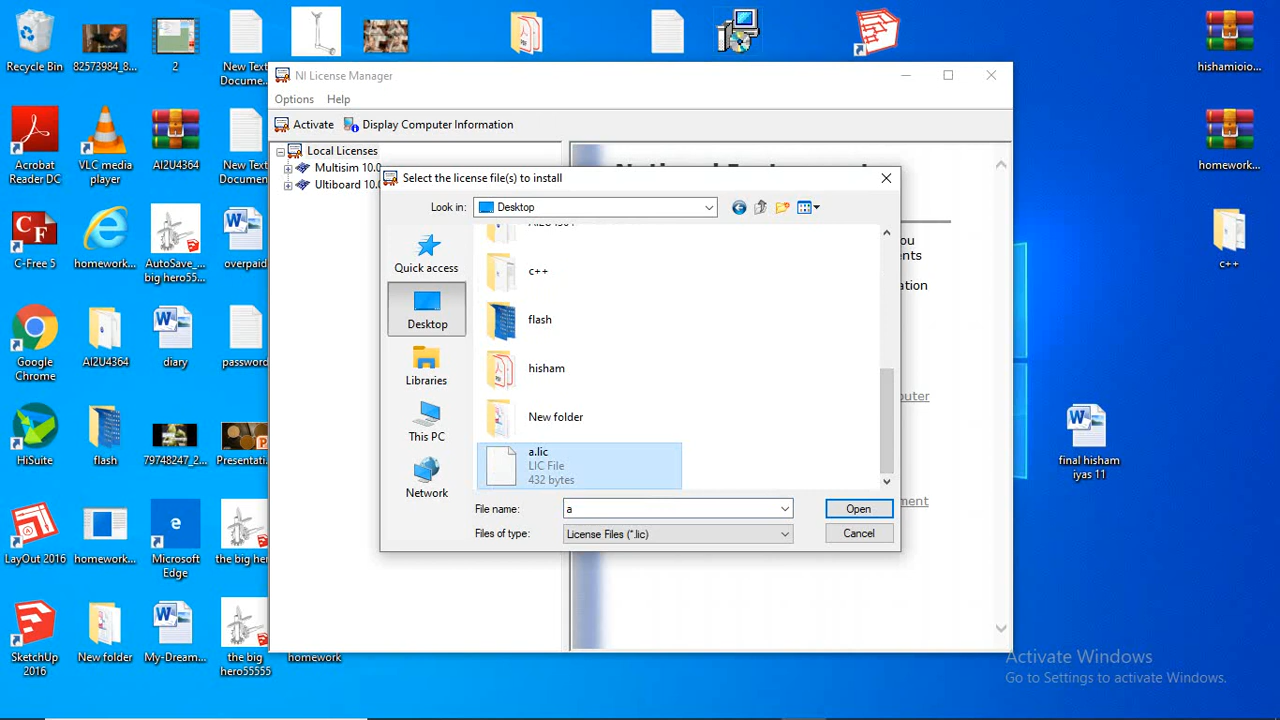 Recycle Bin
82573984_8...
2
New Text
Docume...
hishamioio...
NI License Manager
Options
Help
Activate
Display Computer Information
Acrobat
Reader DC
VLC media
player
AI2U4364
New Text
Documen
homework...
Local Licenses
Multisim 10.0
Ultiboard 10.0
Select the license file(s) to install
Look in:
Desktop
Quick access
Desktop
Libraries
This PC
Network
c++
flash
hisham
New folder
a.lic
LIC File
432 bytes
File name:
a
Open
Files of type:
License Files (*.lic)
Cancel
ou
ents
ation
puter
ment
C-Free 5
homework...
AutoSave_...
big hero55...
overpaid
c++
Google
Chrome
AI2U4364
diary
password
HiSuite
flash
79748247_2...
Presentati...
final hisham
iyas 11
LayOut 2016
homework...
Microsoft
Edge
the big he
SketchUp
2016
New folder
My-Dream...
the big
hero55555
homework
Activate Windows
Go to Settings to activate Windows.